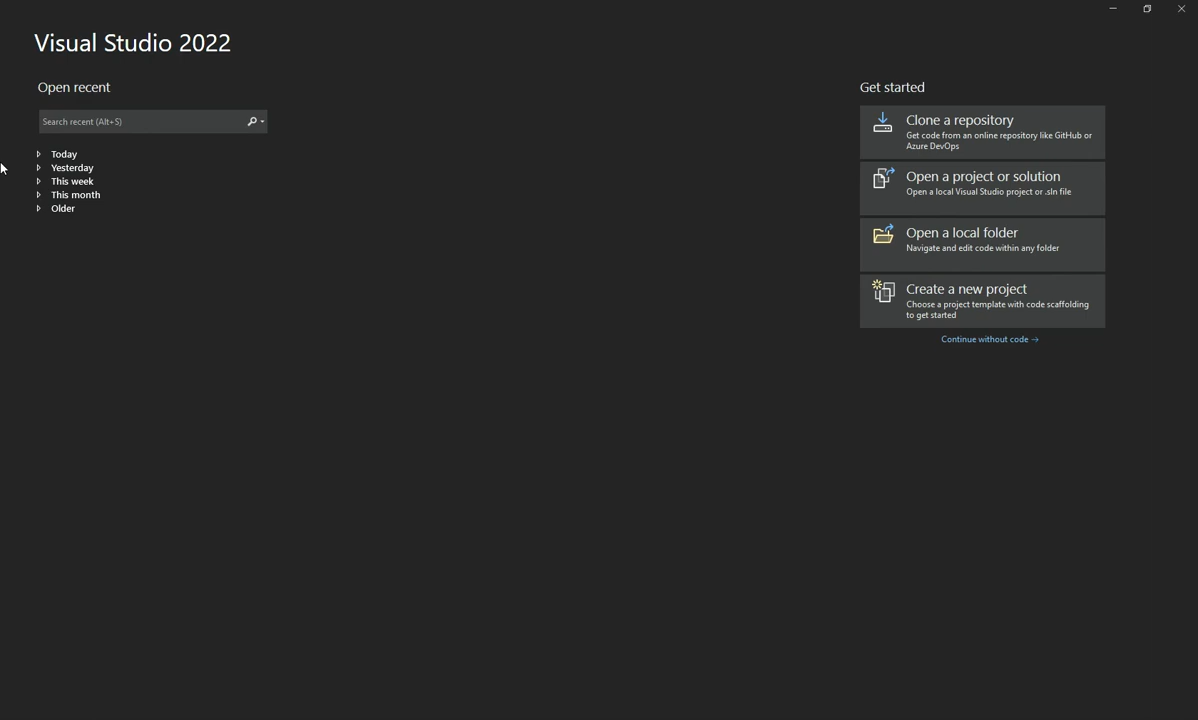 Visual Studio 2022
Open recent
Search recent (Alt+S)
Today
Yesterday
This week
This month
Older
Get started
Clone a repository
Get code from an online repository like GitHub or
Azure DevOps
Open a project or solution
Open a local Visual Studio project or .sln file
Open a local folder
Navigate and edit code within any folder
Create a new project
Choose a project template with code scaffolding
to get started
Continue without code →